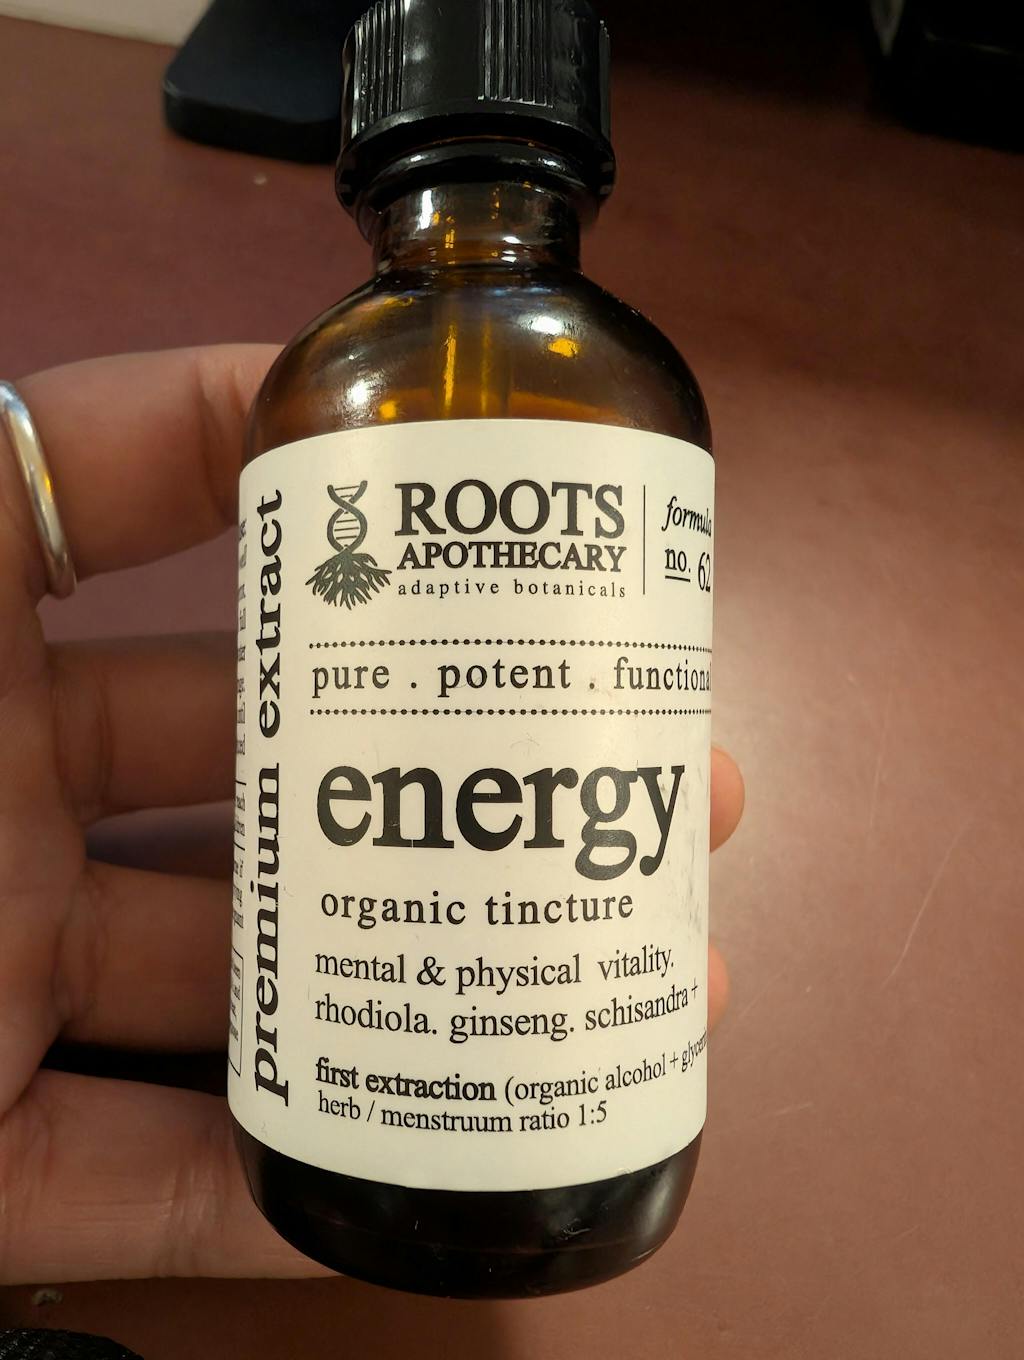 ROOTS
APOTHECARY
adaptive botanicals
formula
no. 62
pure . potent . functional
energy
organic tincture
mental & physical vitality.
rhodiola. ginseng. schisandra+
first extraction (organic alcohol + 
herb / menstruum ratio 1:5
premium extract